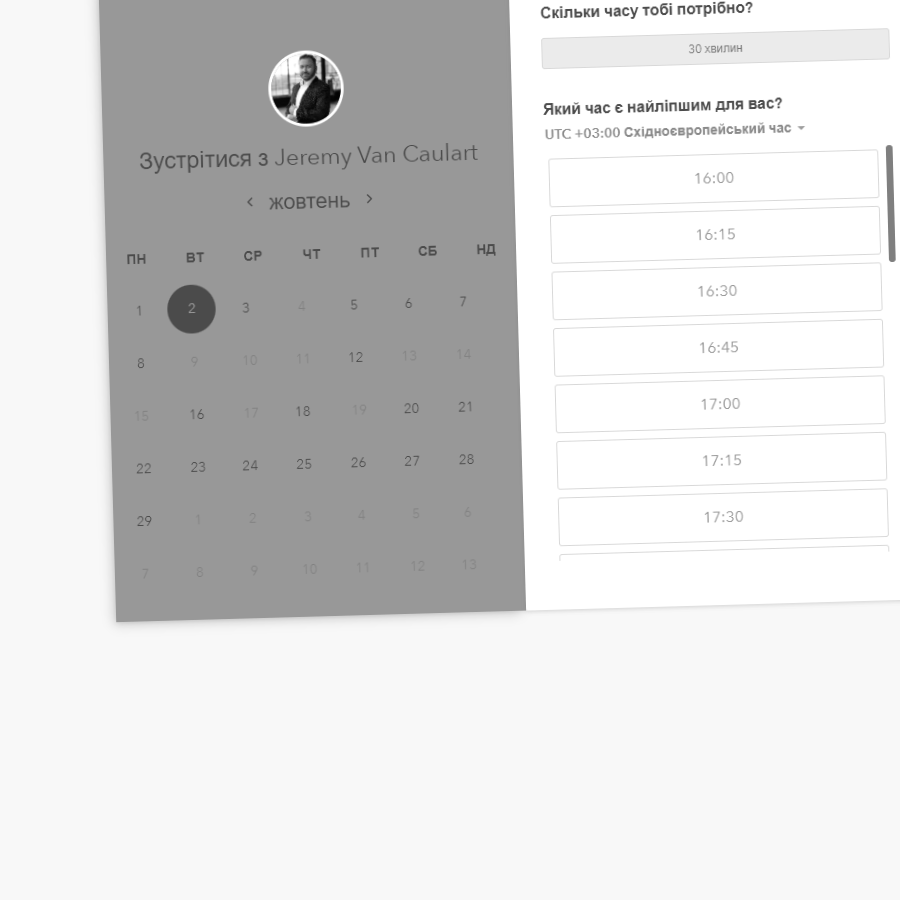 Зустрітися з Jeremy Van Caulart
жовтень
ПН ВТ СР ЧТ ПТ СБ НД
1 2 3 4 5 6 7
8 9 10 11 12 13 14
15 16 17 18 19 20 21
22 23 24 25 26 27 28
29 1 2 3 4 5 6
7 8 9 10 11 12 13
Скільки часу тобі потрібно?
30 хвилин
Який час є найліпшим для вас?
UTC +03:00 Східноєвропейський час
16:00
16:15
16:30
16:45
17:00
17:15
17:30